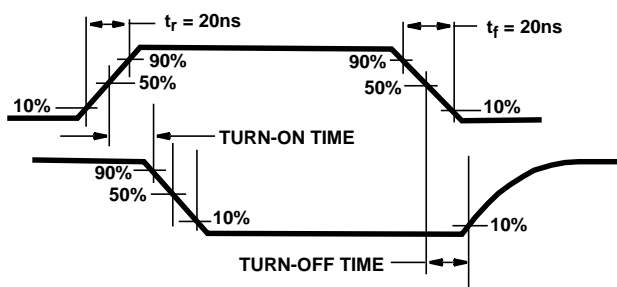 tr = 20ns
tf = 20ns
90%
50%
10%
90%
50%
10%
TURN-ON TIME
90%
50%
10%
10%
TURN-OFF TIME